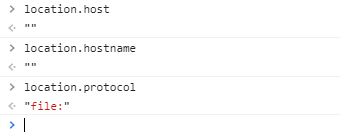 > location.host
<· ""
> location.hostname
<· ""
> location.protocol
<· "file:"
>